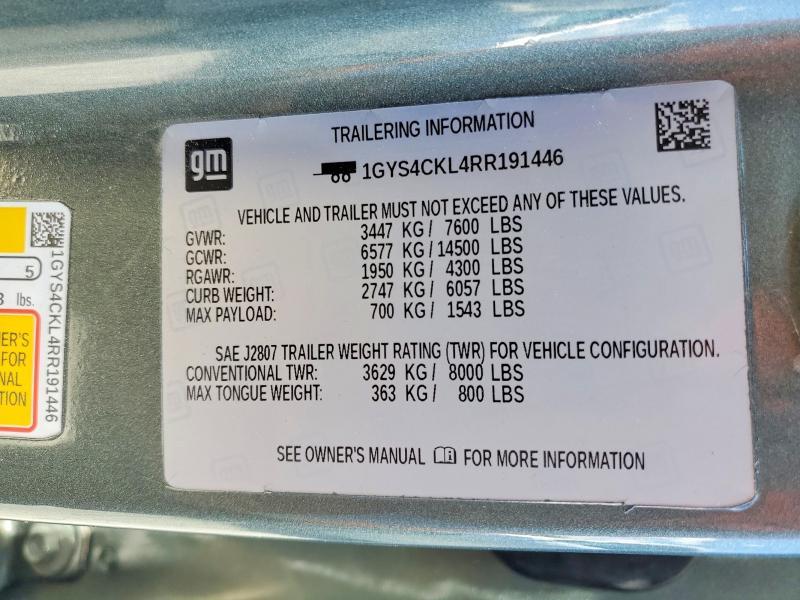 gm
TRAILERING INFORMATION
1GYS4CKL4RR191446
VEHICLE AND TRAILER MUST NOT EXCEED ANY OF THESE VALUES.
GVWR: 3447 KG/ 7600 LBS
GCWR: 6577 KG/14500 LBS
RGAWR: 1950 KG/ 4300 LBS
CURB WEIGHT: 2747 KG/ 6057 LBS
MAX PAYLOAD: 700 KG/ 1543 LBS
SAE J2807 TRAILER WEIGHT RATING (TWR) FOR VEHICLE CONFIGURATION.
CONVENTIONAL TWR: 3629 KG/ 8000 LBS
MAX TONGUE WEIGHT: 363 KG/ 800 LBS
SEE OWNER'S MANUAL FOR MORE INFORMATION
5
lbs.
1GYS4CKL4RR191446
FOR